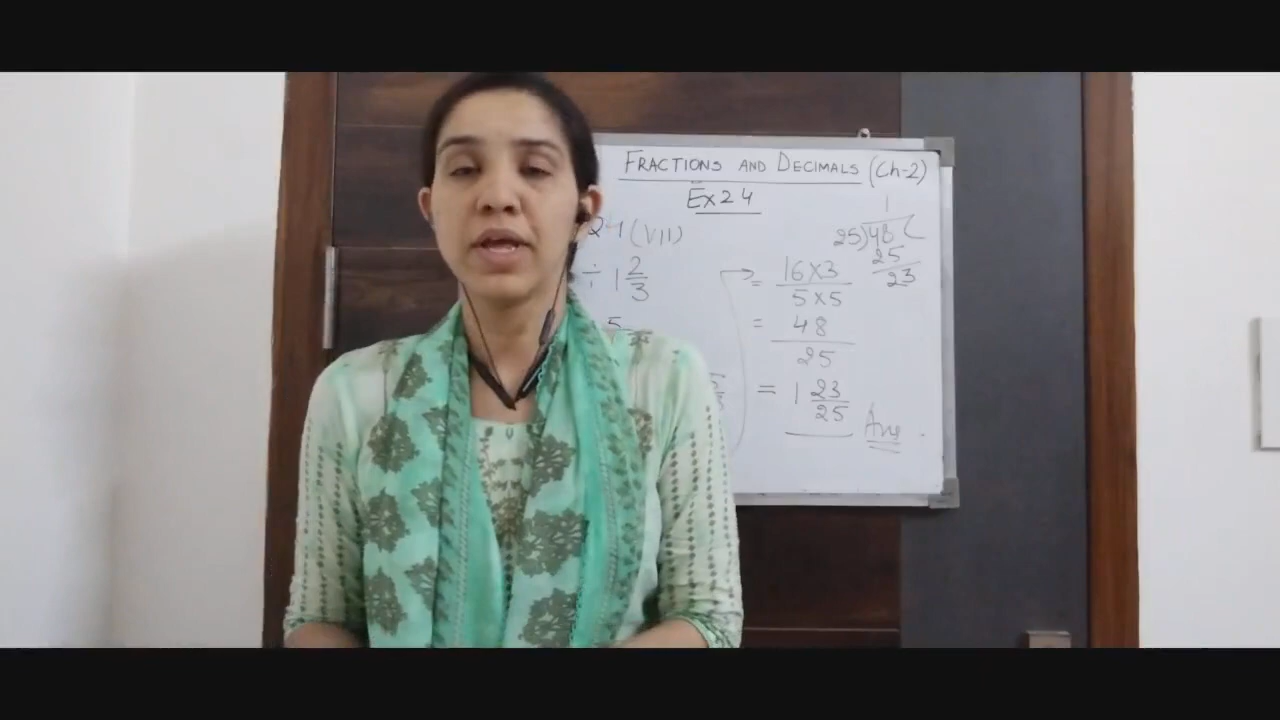 FRACTIONS AND DECIMALS (Ch-2)
Ex 2 4
(VII)
÷ 1 2/3
5
= 16×3
5×5
= 48
25
= 1 23/25 Ans.
1
25)48(
25
23